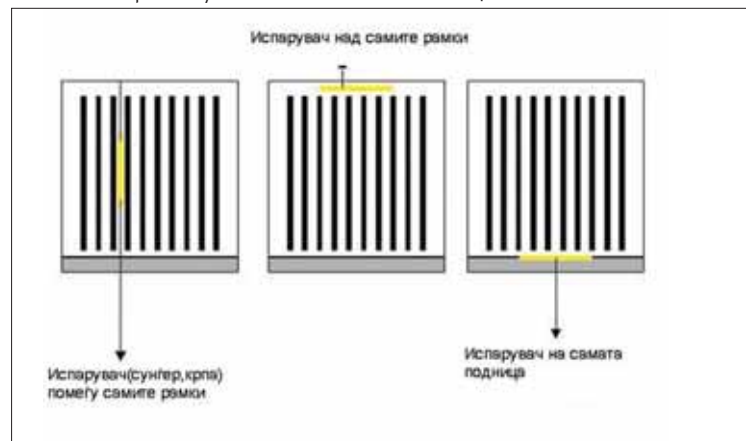 Испарувач над самите рамки
Испарувач(сунѓер,крпа)
помеѓу самите рамки
Испарувач на самата
подница